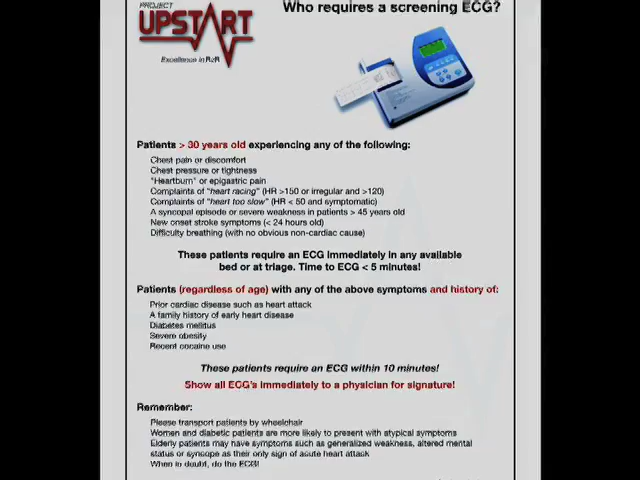 PROJECT
UPSTART
Excellence in R2R
Who requires a screening ECG?
Patients > 30 years old experiencing any of the following:
Chest pain or discomfort
Chest pressure or tightness
"Heartburn" or epigastric pain
Complaints of "heart racing" (HR >150 or irregular and >120)
Complaints of "heart too slow" (HR < 50 and symptomatic)
A syncopal episode or severe weakness in patients > 45 years old
New onset stroke symptoms (< 24 hours old)
Difficulty breathing (with no obvious non-cardiac cause)
These patients require an ECG immediately in any available
bed or at triage. Time to ECG < 5 minutes!
Patients (regardless of age) with any of the above symptoms and history of:
Prior cardiac disease such as heart attack
A family history of early heart disease
Diabetes mellitus
Severe obesity
Recent cocaine use
These patients require an ECG within 10 minutes!
Show all ECG's immediately to a physician for signature!
Remember:
Please transport patients by wheelchair
Women and diabetic patients are more likely to present with atypical symptoms
Elderly patients may have symptoms such as generalized weakness, altered mental
status or syncope as their only sign of acute heart attack
When in doubt, do the ECG!